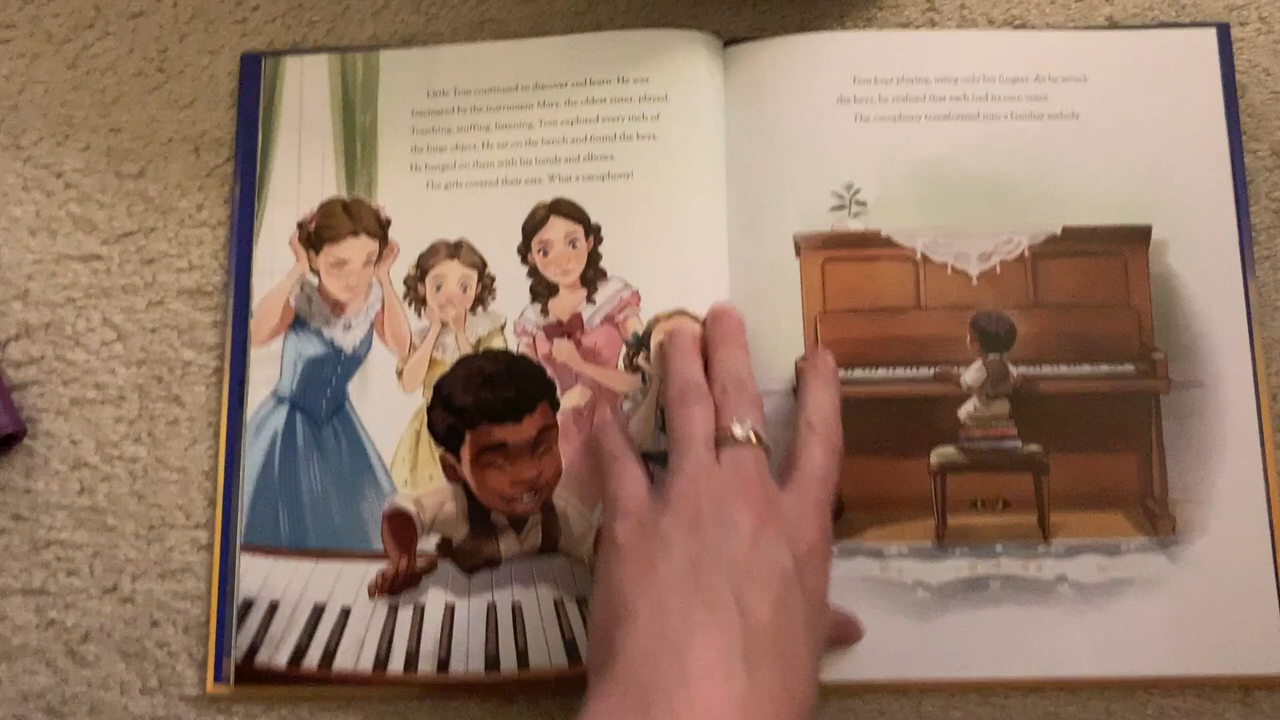 Little Tom continued to discover and learn. He was
fascinated by the instrument Mary, the oldest sister, played.
Touching, sniffing, listening, Tom explored every inch of
the huge object. He sat on the bench and found the keys.
He banged on them with his hands and elbows.
The girls covered their ears. What a cacophony!
Tom kept playing, using only his fingers. As he struck
the keys, he realized that each had its own voice.
The cacophony transformed into a familiar melody.